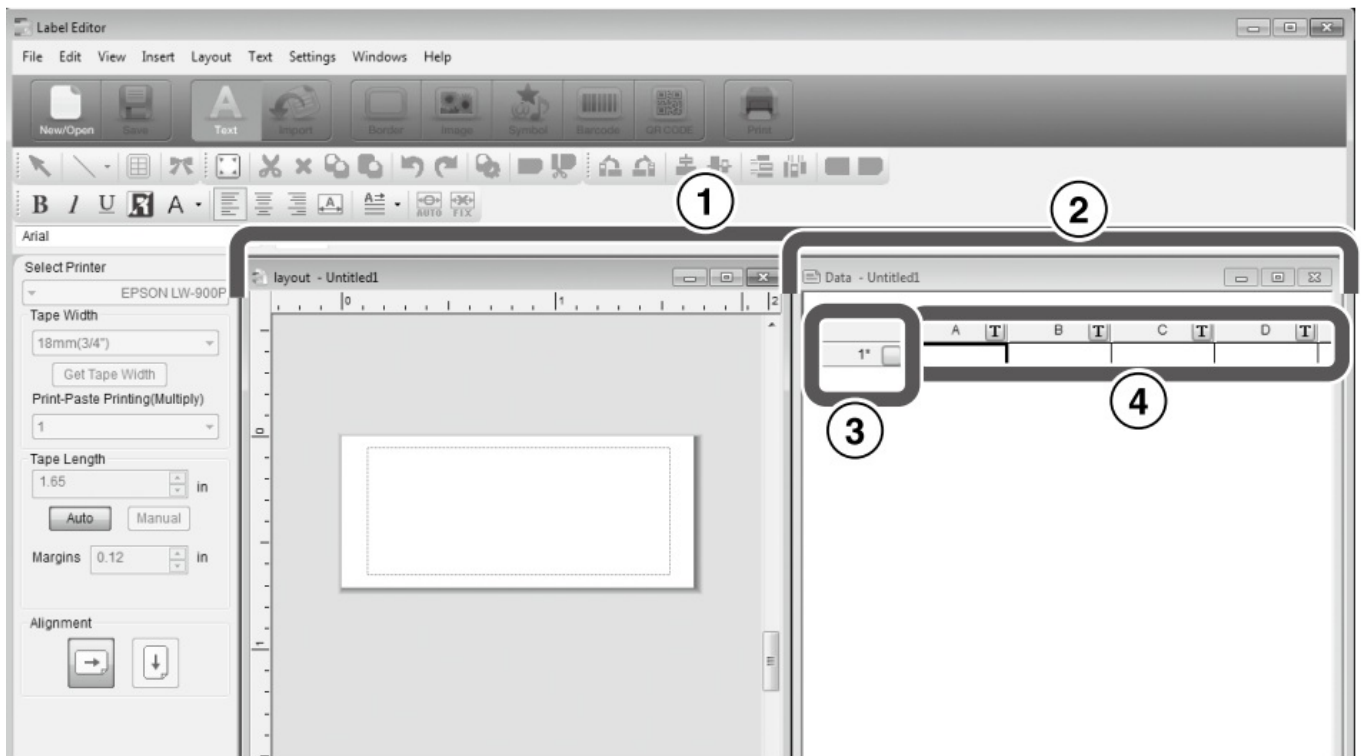 Label Editor
File Edit View Insert Layout Text Settings Windows Help
New/Open Save Text Import Border Image Symbol Barcode QR CODE Print
B I U A A AUTO FIX
1
2
Arial
Select Printer
EPSON LW-900P
Tape Width
18mm(3/4")
Get Tape Width
Print-Paste Printing(Multiply)
1
Tape Length
1.65 in
Auto Manual
Margins 0.12 in
Alignment
layout - Untitled1
0 1 2
0
1
Data - Untitled1
A T B T C T D T
1*
3
4